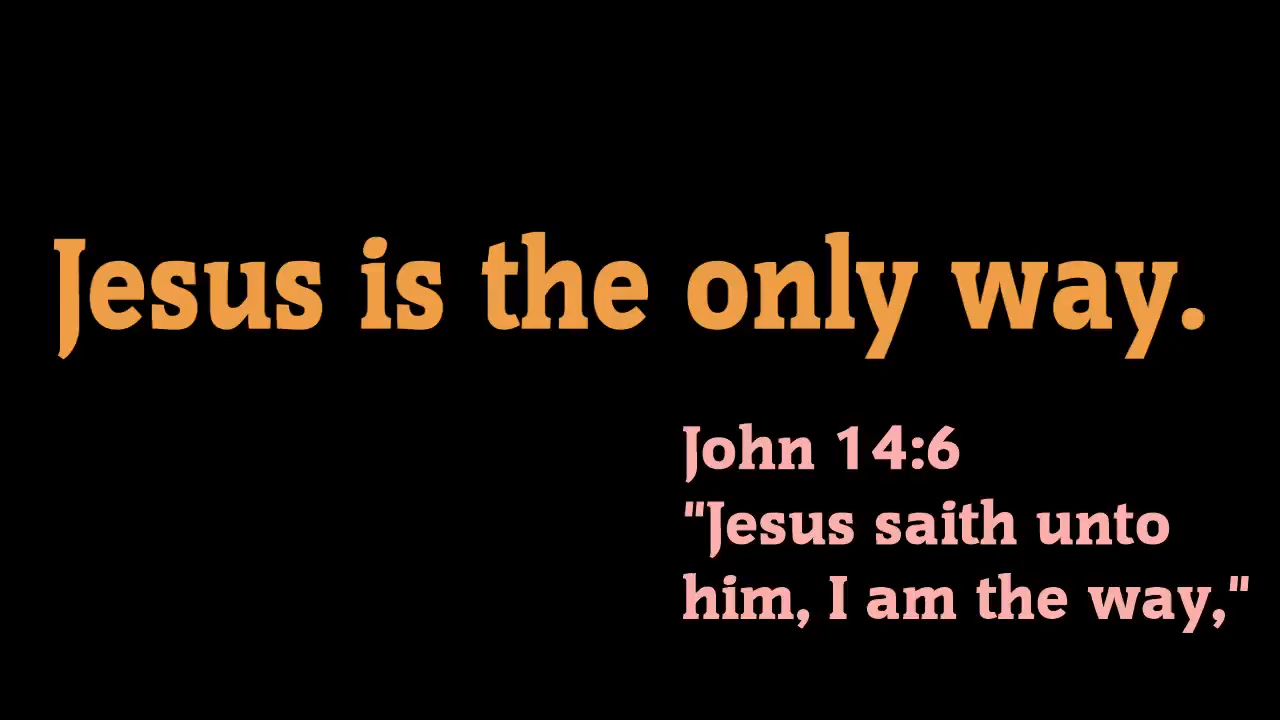 Jesus is the only way.
John 14:6
"Jesus saith unto
him, I am the way,"